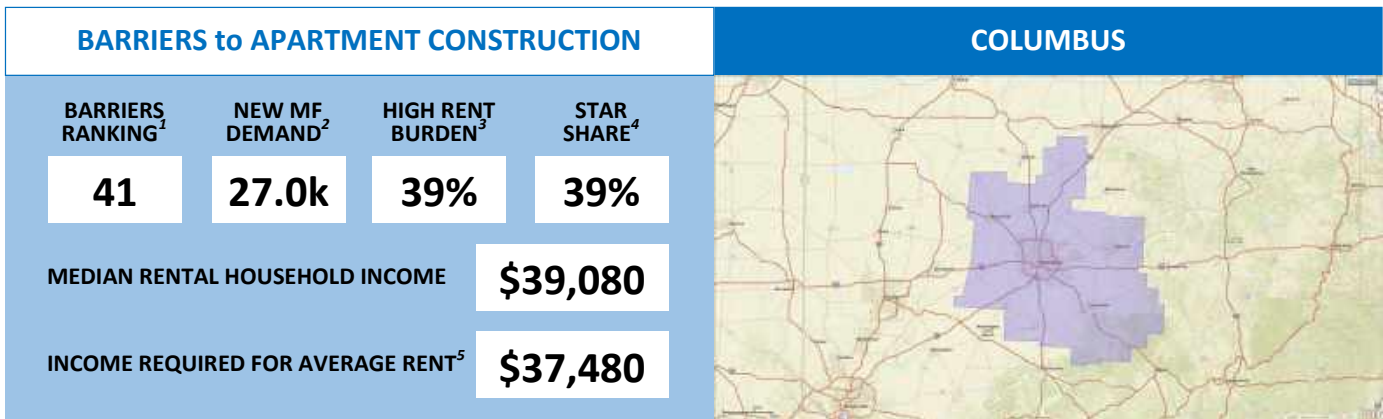 BARRIERS to APARTMENT CONSTRUCTION
COLUMBUS
BARRIERS RANKING1
NEW MF DEMAND2
HIGH RENT BURDEN3
STAR SHARE4
41
27.0k
39%
39%
MEDIAN RENTAL HOUSEHOLD INCOME
$39,080
INCOME REQUIRED FOR AVERAGE RENT5
$37,480